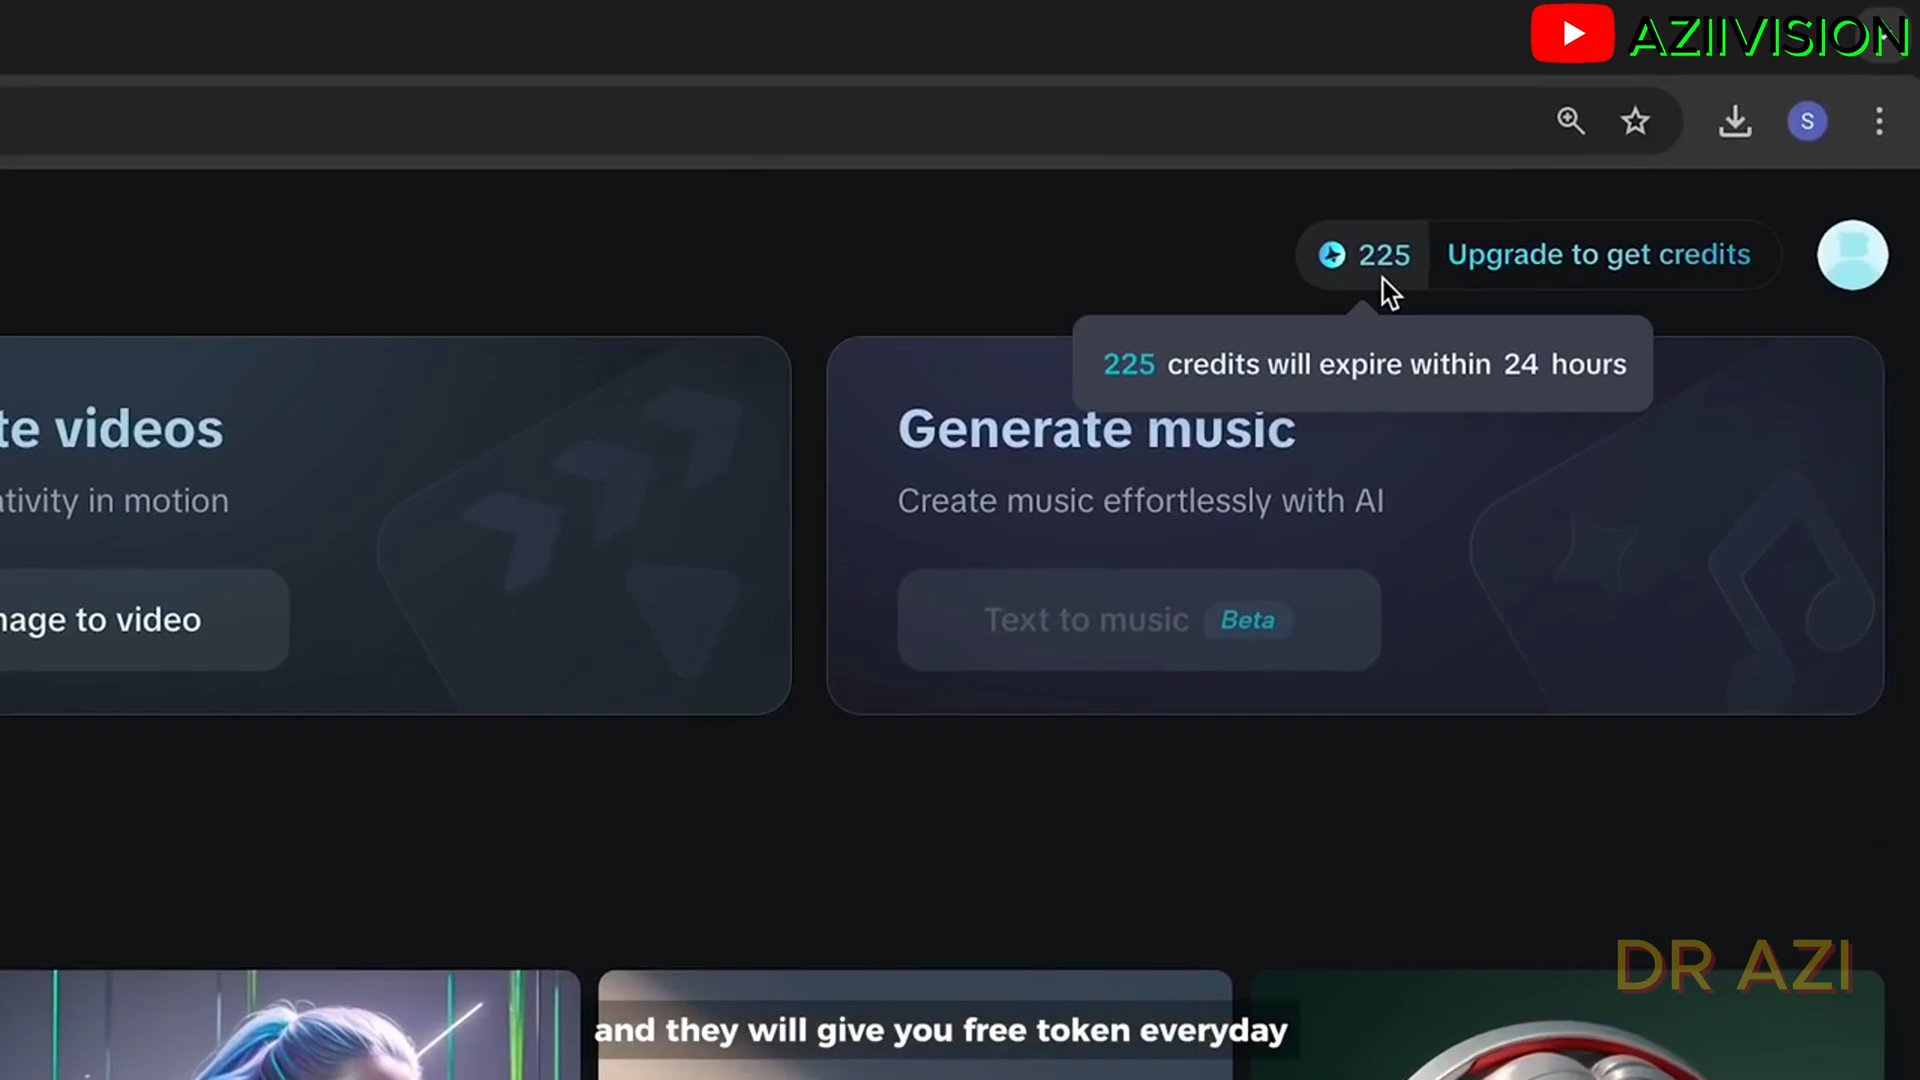 AZIIVISION
S
225 Upgrade to get credits
225 credits will expire within 24 hours
te videos
Generate music
ativity in motion
Create music effortlessly with AI
mage to video
Text to music Beta
DR AZI
and they will give you free token everyday